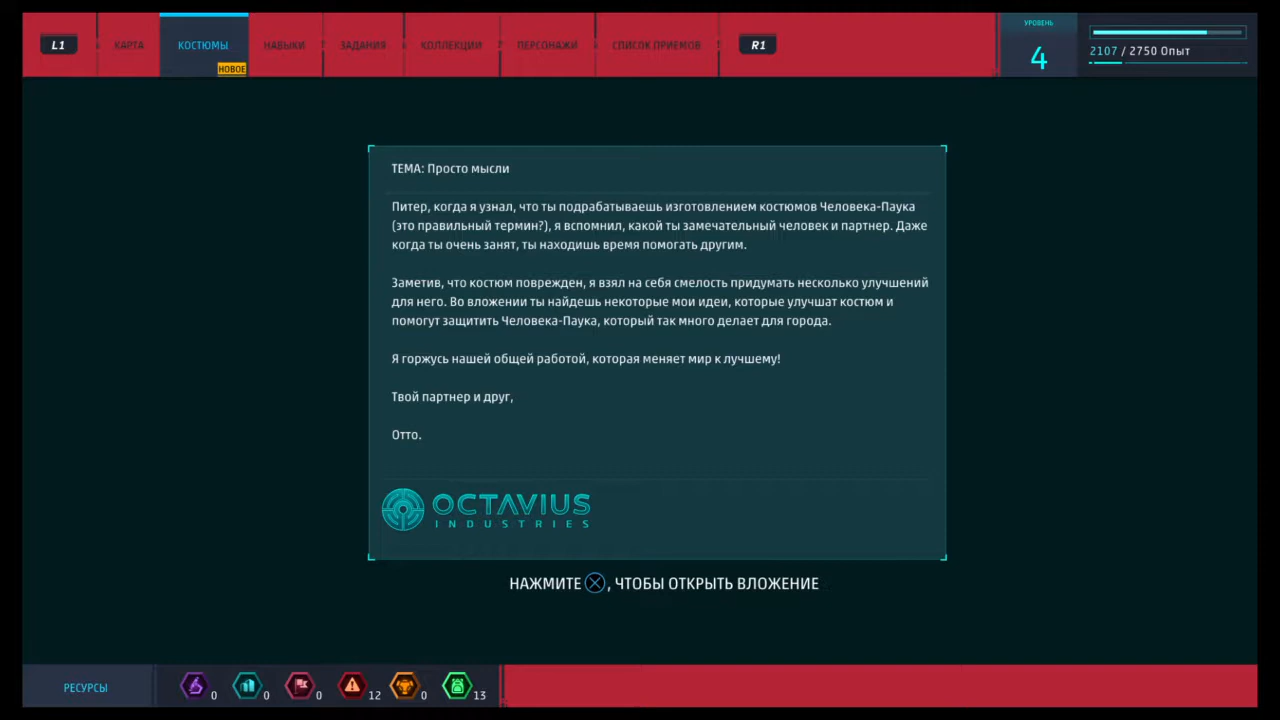 L1
КАРТА
КОСТЮМЫ
НОВОЕ
НАВЫКИ
ЗАДАНИЯ
КОЛЛЕКЦИИ
ПЕРСОНАЖИ
СПИСОК ПРИЕМОВ
R1
УРОВЕНЬ
4
2107 / 2750 Опыт
ТЕМА: Просто мысли
Питер, когда я узнал, что ты подрабатываешь изготовлением костюмов Человека-Паука
(это правильный термин?), я вспомнил, какой ты замечательный человек и партнер. Даже
когда ты очень занят, ты находишь время помогать другим.
Заметив, что костюм поврежден, я взял на себя смелость придумать несколько улучшений
для него. Во вложении ты найдешь некоторые мои идеи, которые улучшат костюм и
помогут защитить Человека-Паука, который так много делает для города.
Я горжусь нашей общей работой, которая меняет мир к лучшему!
Твой партнер и друг,
Отто.
OCTAVIUS
INDUSTRIES
НАЖМИТЕ , ЧТОБЫ ОТКРЫТЬ ВЛОЖЕНИЕ
РЕСУРСЫ
0
0
0
12
0
13